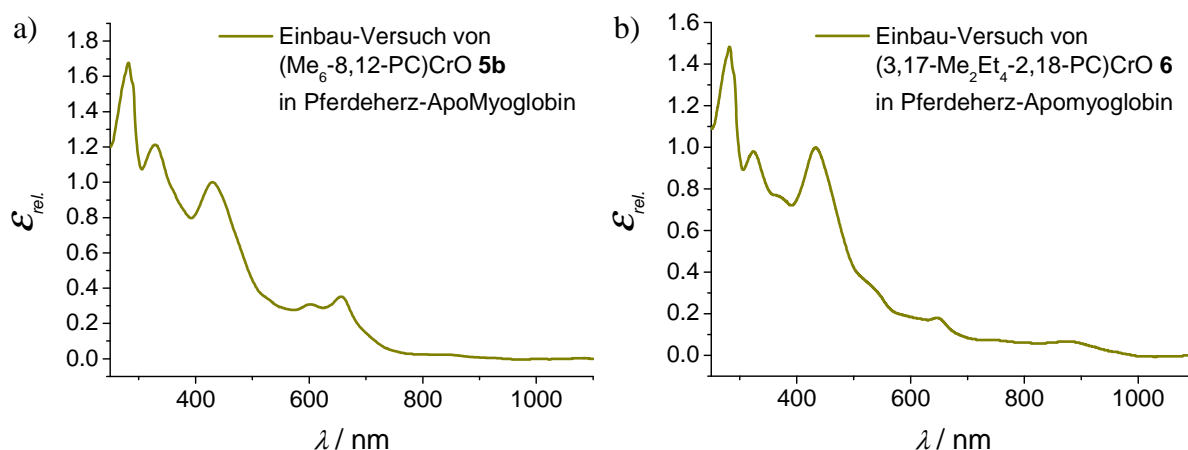 a)
Einbau-Versuch von
(Me₆-8,12-PC)CrO 5b
in Pferdeherz-ApoMyoglobin
1.8
1.6
1.4
1.2
1.0
0.8
0.6
0.4
0.2
0.0
ε rel.
400 600 800 1000
λ / nm
b)
Einbau-Versuch von
(3,17-Me₂Et₄-2,18-PC)CrO 6
in Pferdeherz-Apomyoglobin
1.6
1.4
1.2
1.0
0.8
0.6
0.4
0.2
0.0
ε rel.
400 600 800 1000
λ / nm